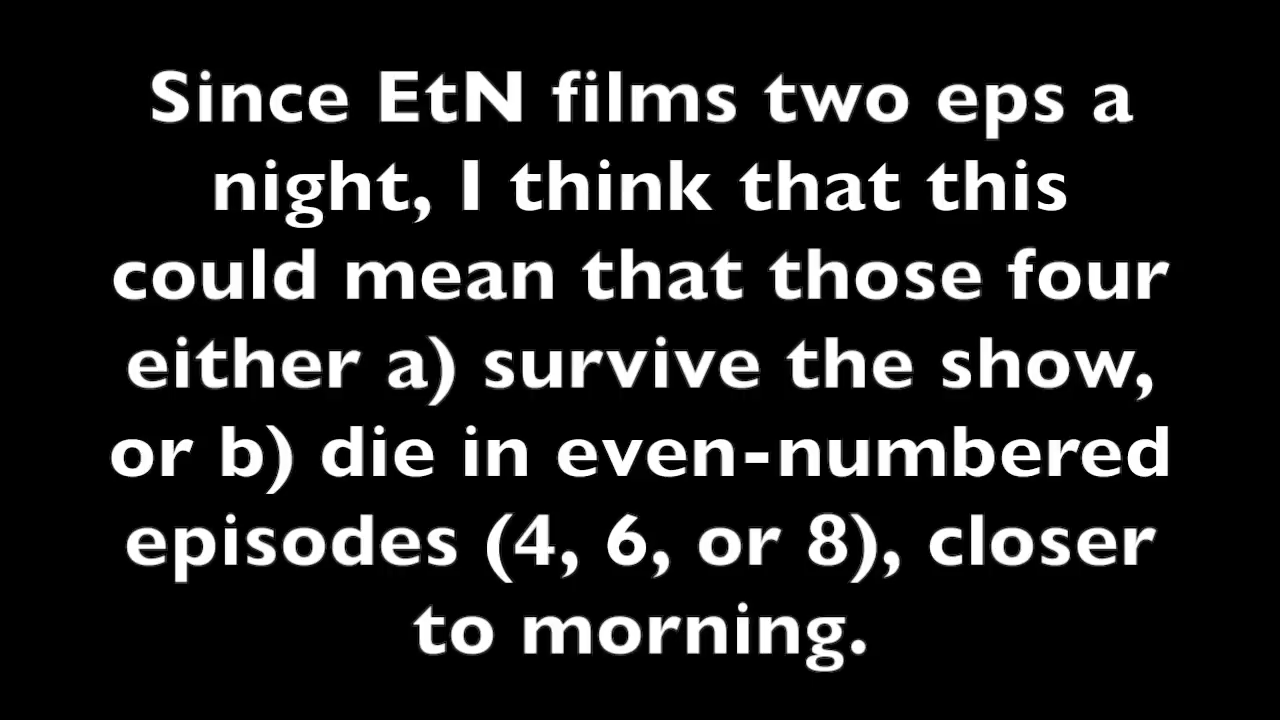 Since EtN films two eps a
night, I think that this
could mean that those four
either a) survive the show,
or b) die in even-numbered
episodes (4, 6, or 8), closer
to morning.